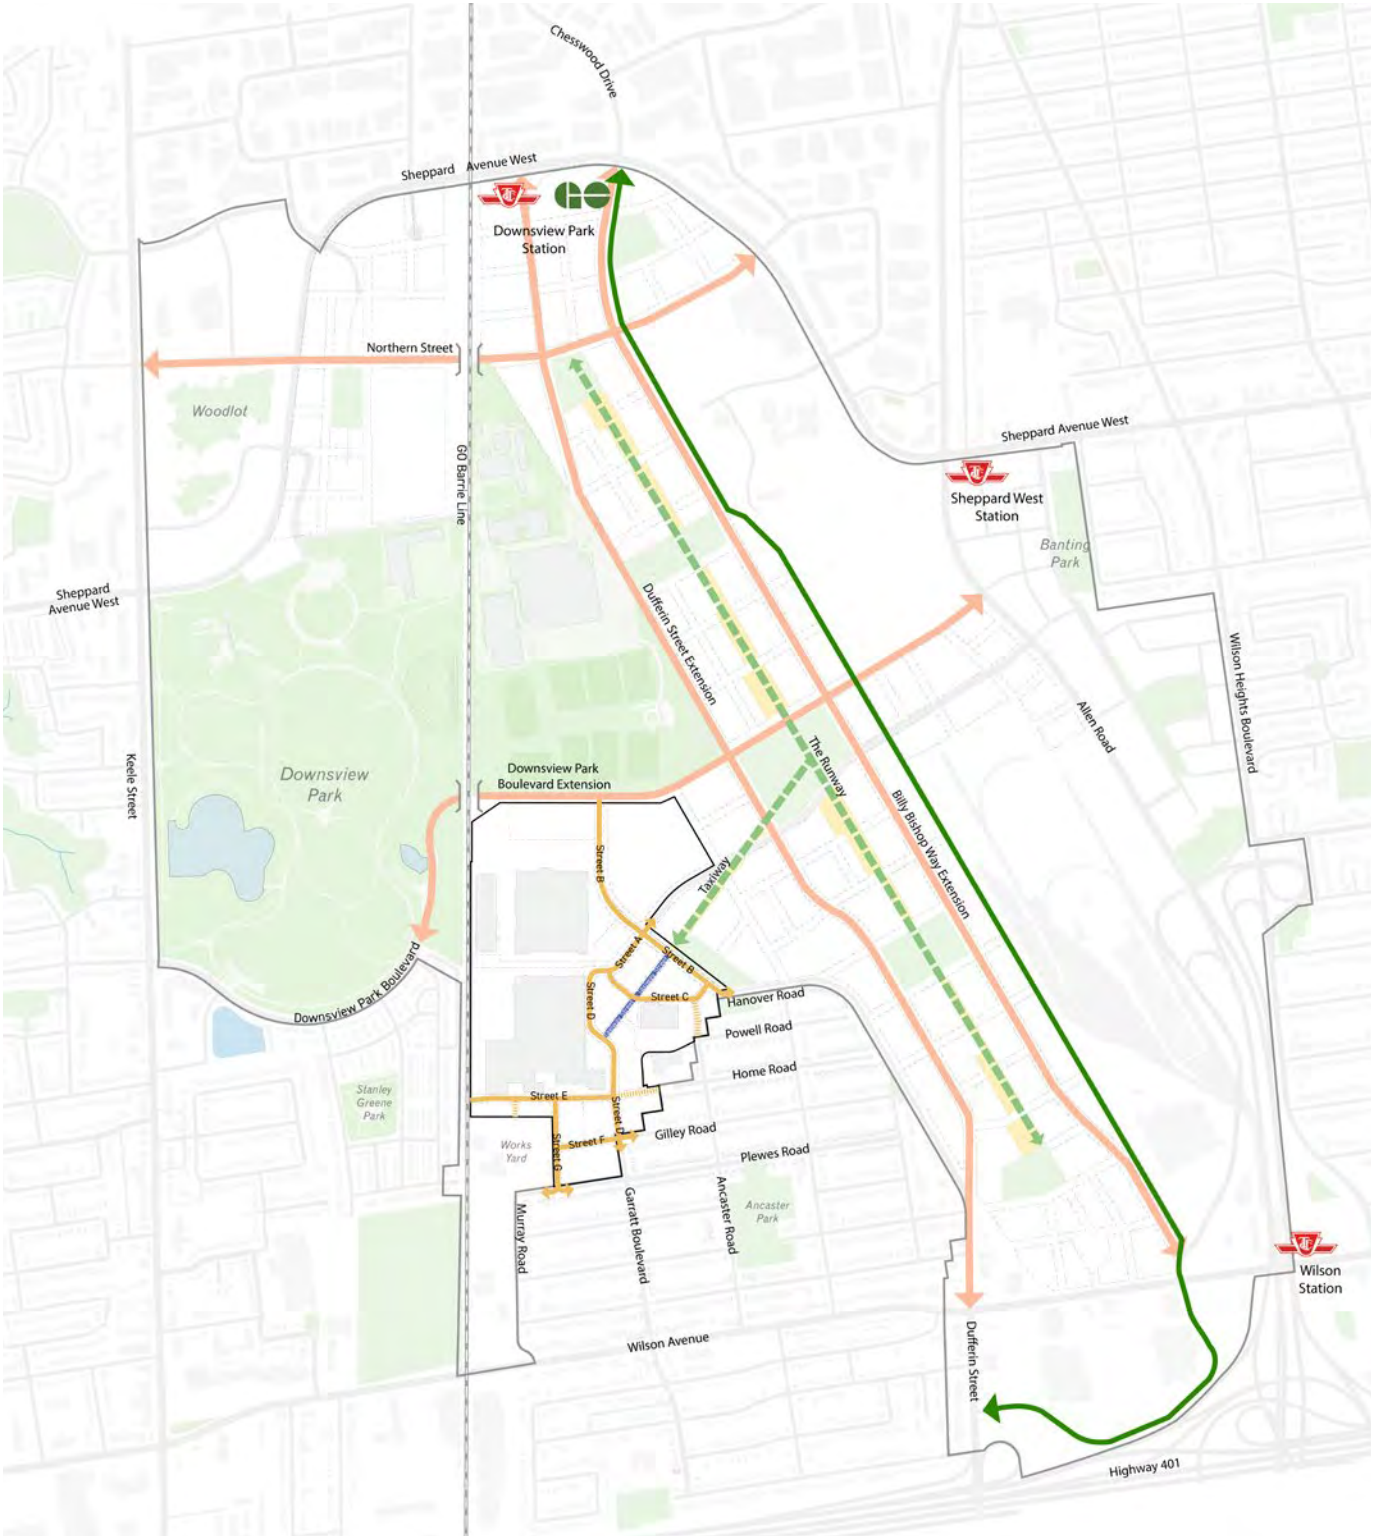 Chesswood Drive
Sheppard Avenue West
TTC
GO
Downsview Park
Station
Northern Street
Woodlot
GO Barrie Line
Sheppard Avenue West
TTC
Sheppard West
Station
Banting
Park
Sheppard
Avenue West
Dufferin Street Extension
Wilson Heights Boulevard
Allen Road
Keele Street
Downsview
Park
Downsview Park
Boulevard Extension
The Runway
Billy Bishop Way Extension
Street B
Taxiway
Street A
Street B
Downsview Park Boulevard
Street D
Street C
Hanover Road
Powell Road
Home Road
Stanley
Greene
Park
Street E
Street D
Works
Yard
Street G
Street F
Gilley Road
Plewes Road
Ancaster Road
Ancaster
Park
Murray Road
Garratt Boulevard
TTC
Wilson
Station
Wilson Avenue
Dufferin Street
Highway 401